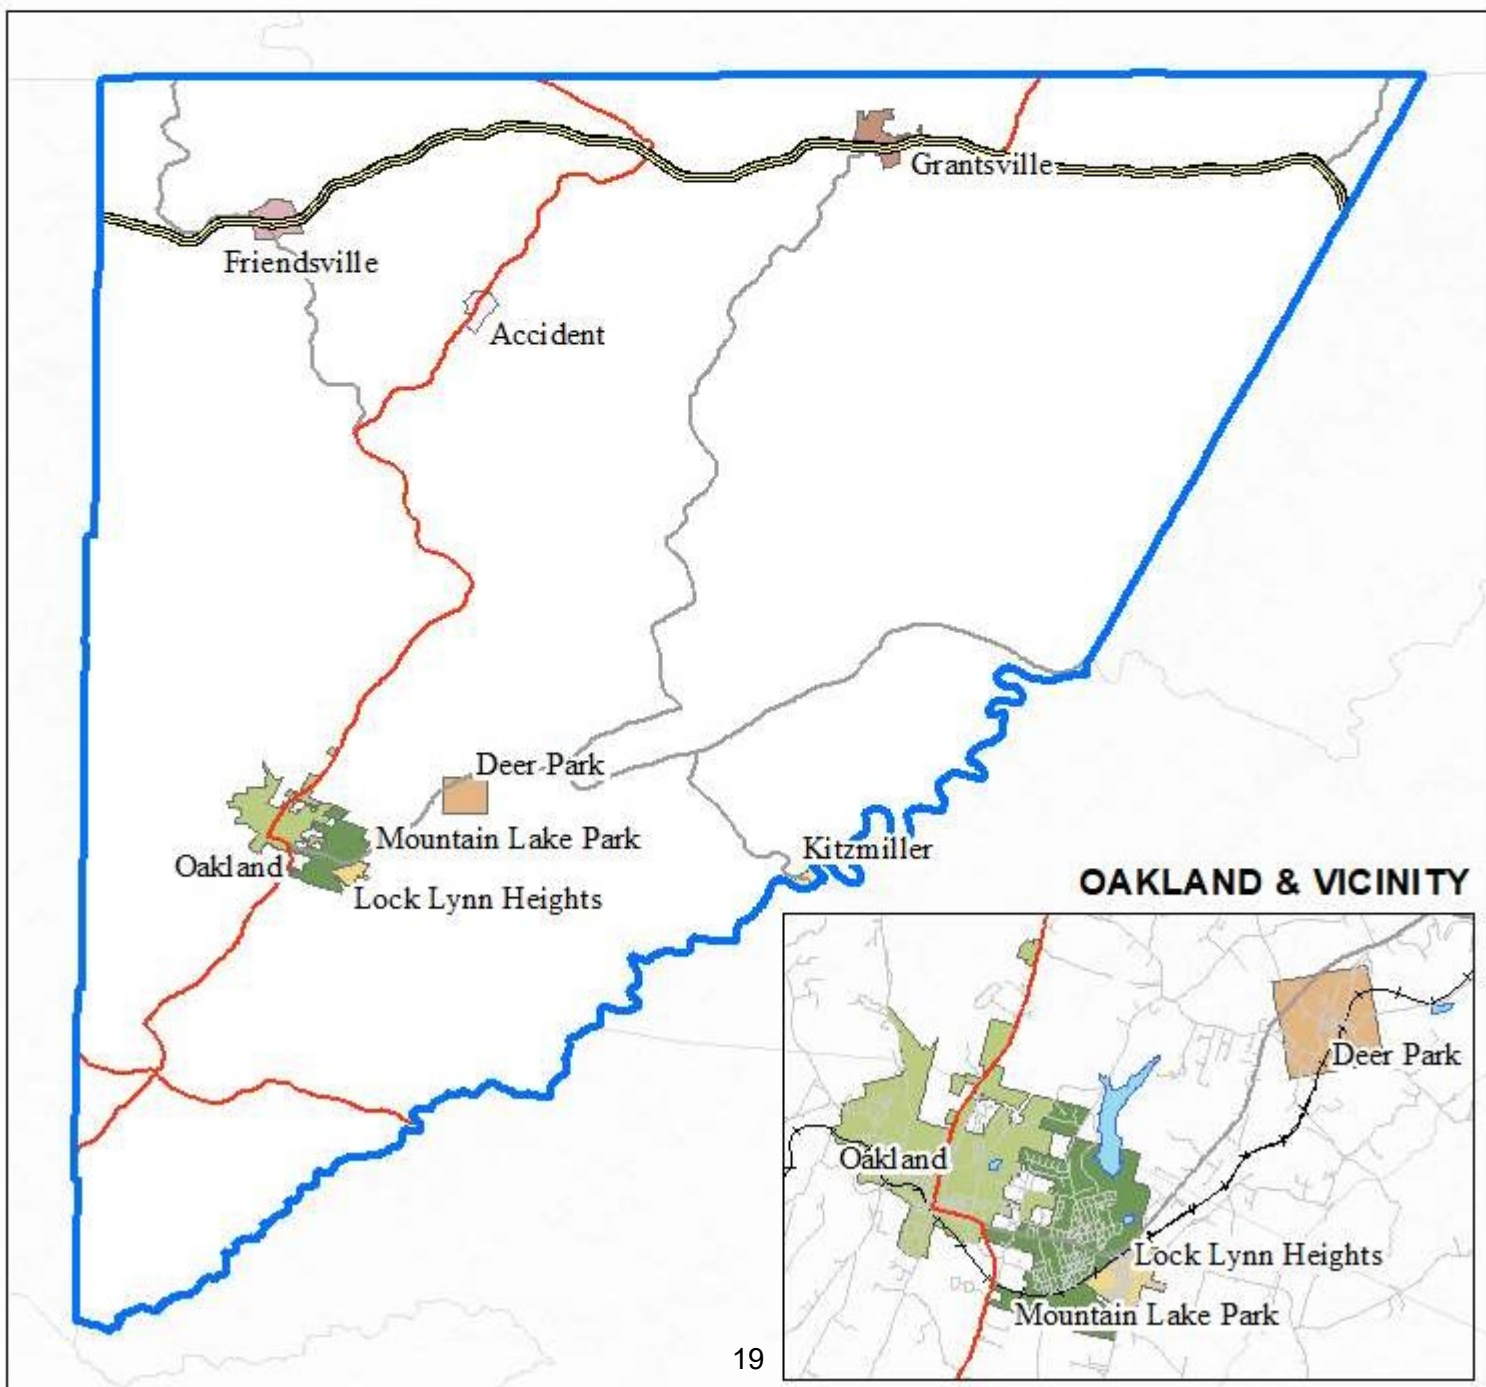 Grantsville
Friendsville
Accident
Deer Park
Mountain Lake Park
Oakland
Lock Lynn Heights
Kitzmiller
OAKLAND & VICINITY
Deer Park
Oakland
Lock Lynn Heights
Mountain Lake Park
19